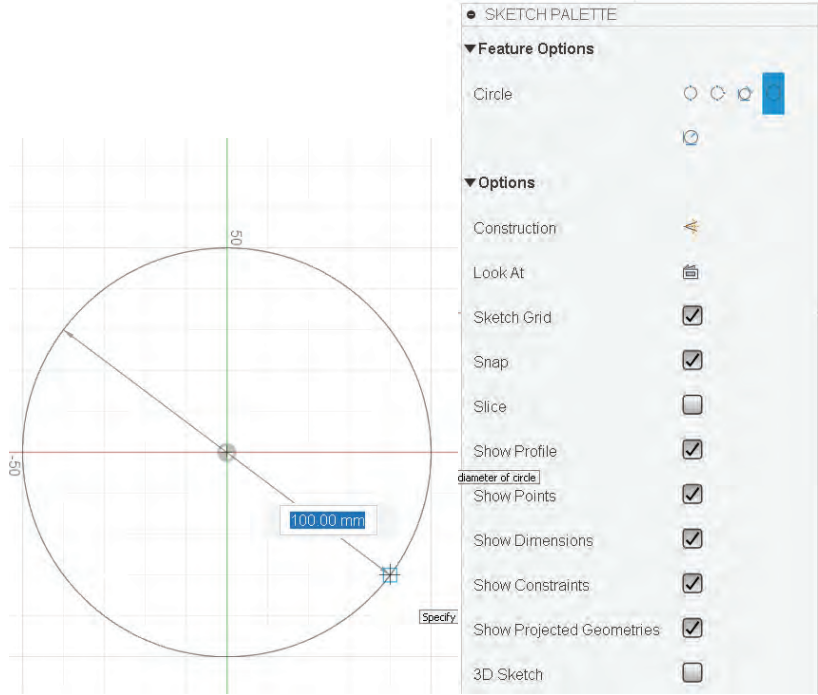 SKETCH PALETTE
Feature Options
Circle
Options
Construction
Look At
Sketch Grid
Snap
Slice
Show Profile
diameter of circle
Show Points
Show Dimensions
Show Constraints
Show Projected Geometries
3D Sketch
50
-50
100.00 mm
Specify